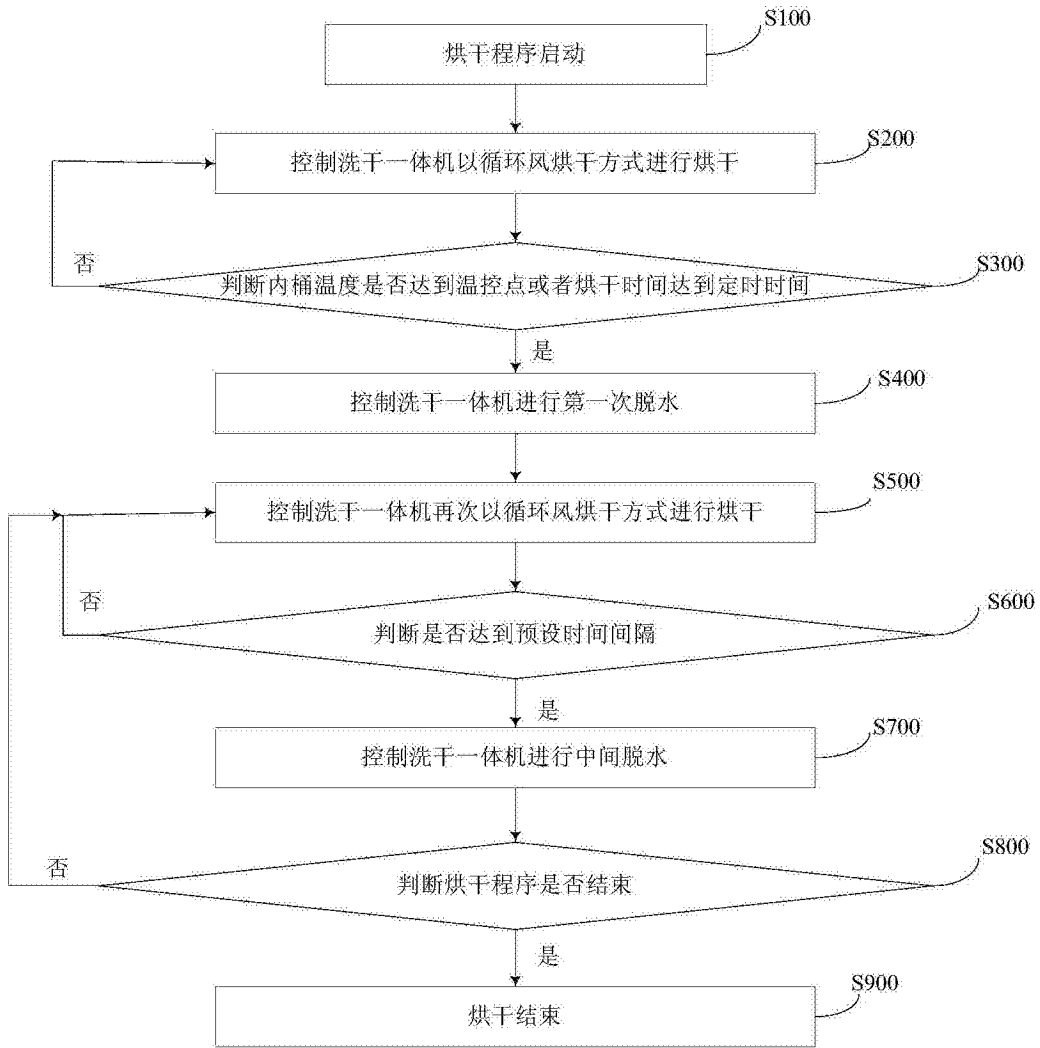 S100
烘干程序启动
S200
控制洗干一体机以循环风烘干方式进行烘干
否
S300
判断内桶温度是否达到温控点或者烘干时间达到定时时间
是
S400
控制洗干一体机进行第一次脱水
S500
控制洗干一体机再次以循环风烘干方式进行烘干
否
S600
判断是否达到预设时间间隔
是
S700
控制洗干一体机进行中间脱水
S800
否
判断烘干程序是否结束
是
S900
烘干结束